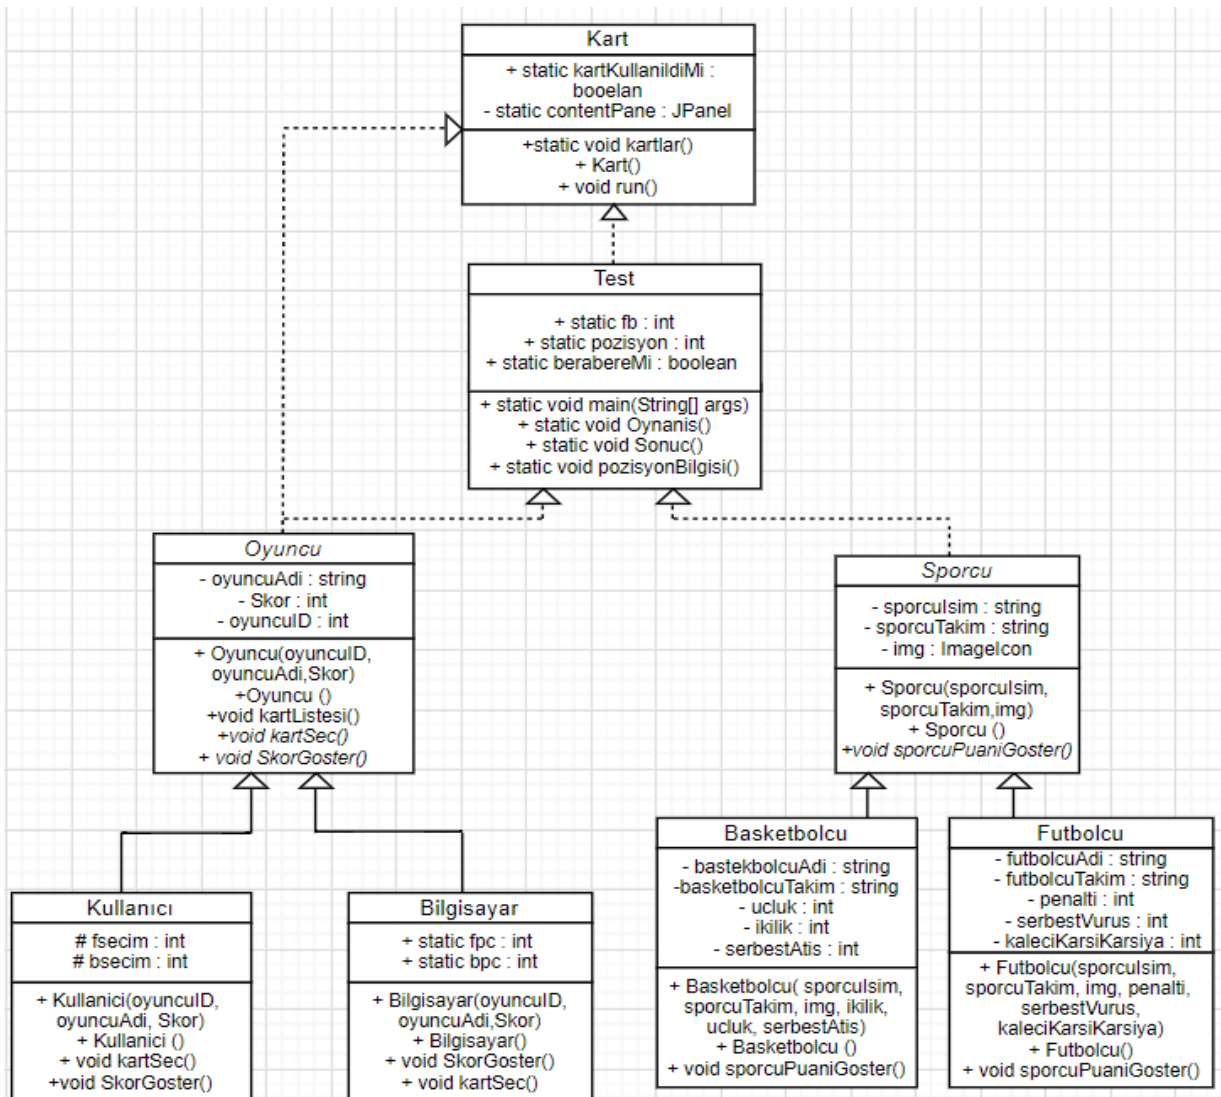 Kart
+ static kartKullanildiMi :
booelan
- static contentPane : JPanel
+static void kartlar()
+ Kart()
+ void run()
Test
+ static fb : int
+ static pozisyon : int
+ static berabereMi : boolean
+ static void main(String[] args)
+ static void Oynanis()
+ static void Sonuc()
+ static void pozisyonBilgisi()
Oyuncu
- oyuncuAdi : string
- Skor : int
- oyuncuID : int
+ Oyuncu(oyuncuID,
oyuncuAdi,Skor)
+Oyuncu ()
+void kartListesi()
+void kartSec()
+ void SkorGoster()
Sporcu
- sporcuIsim : string
- sporcuTakim : string
- img : ImageIcon
+ Sporcu(sporcuIsim,
sporcuTakim,img)
+ Sporcu ()
+void sporcuPuaniGoster()
Kullanıcı
# fsecim : int
# bsecim : int
+ Kullanici(oyuncuID,
oyuncuAdi, Skor)
+ Kullanici ()
+ void kartSec()
+void SkorGoster()
Bilgisayar
+ static fpc : int
+ static bpc : int
+ Bilgisayar(oyuncuID,
oyuncuAdi,Skor)
+ Bilgisayar()
+ void SkorGoster()
+ void kartSec()
Basketbolcu
- bastekbolcuAdi : string
-basketbolcuTakim : string
- ucluk : int
- ikilik : int
- serbestAtis : int
+ Basketbolcu( sporcuIsim,
sporcuTakim, img, ikilik,
ucluk, serbestAtis)
+ Basketbolcu ()
+ void sporcuPuaniGoster()
Futbolcu
- futbolcuAdi : string
- futbolcuTakim : string
- penalti : int
- serbestVurus : int
- kaleciKarsiKarsiya : int
+ Futbolcu(sporcuIsim,
sporcuTakim, img, penalti,
serbestVurus,
kaleciKarsiKarsiya)
+ Futbolcu()
+ void sporcuPuaniGoster()